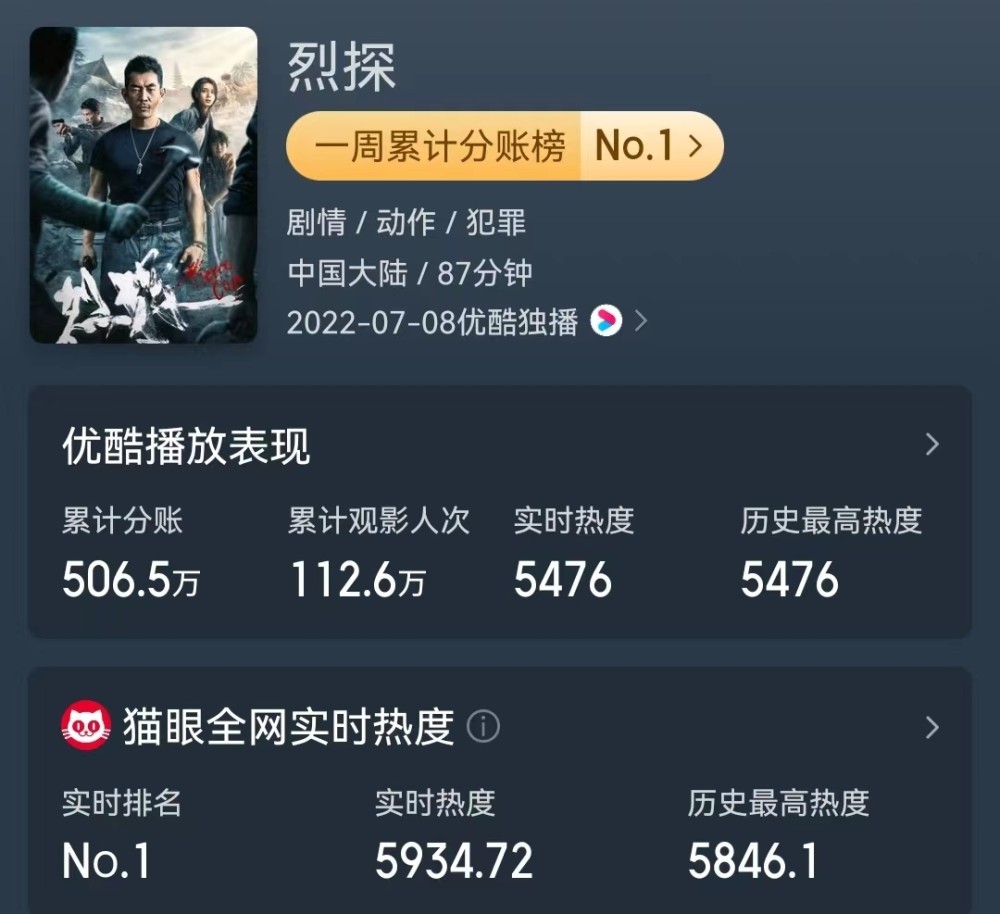 烈探
一周累计分账榜 No.1 >
剧情 / 动作 / 犯罪
中国大陆 / 87分钟
2022-07-08优酷独播 >
烈探
Fierce Cop
优酷播放表现 >
累计分账 累计观影人次 实时热度 历史最高热度
506.5万 112.6万 5476 5476
猫眼全网实时热度 >
实时排名 实时热度 历史最高热度
No.1 5934.72 5846.1